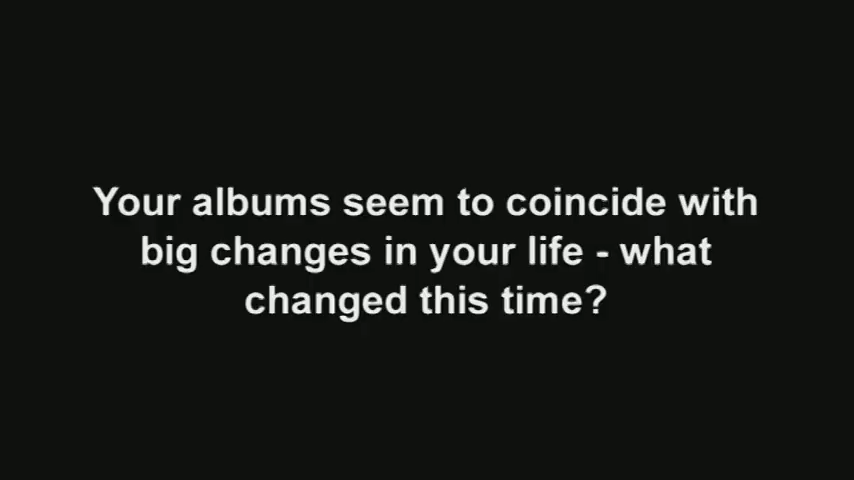 Your albums seem to coincide with
big changes in your life - what
changed this time?